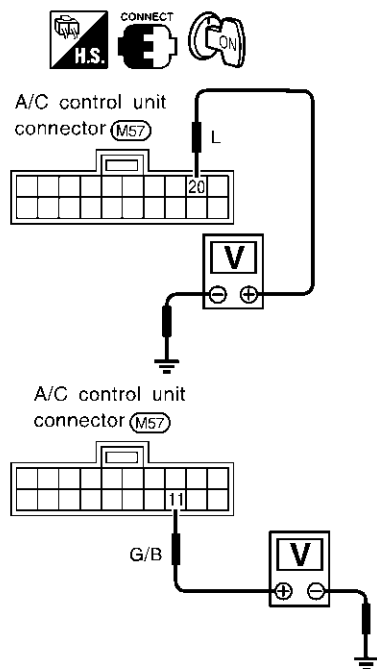 CONNECT
H.S.
ON
A/C control unit
connector M57
L
20
V
− +
A/C control unit
connector M57
11
G/B
V
+ −